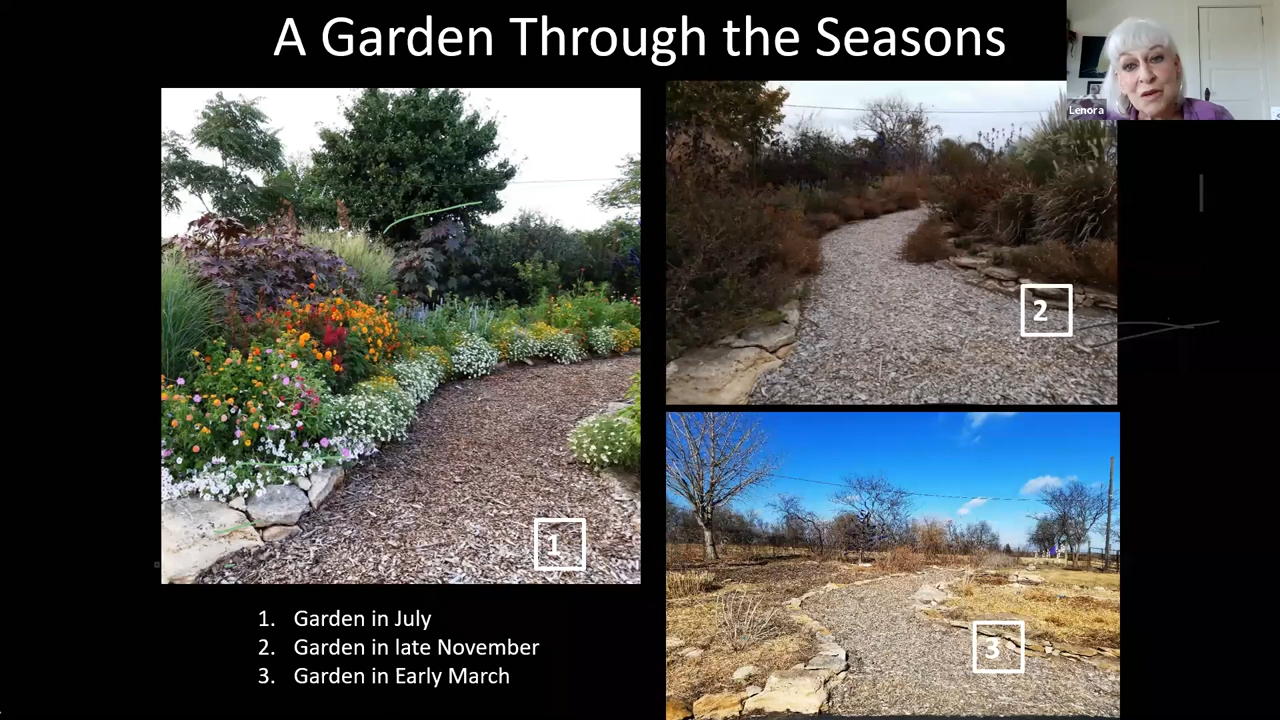 A Garden Through the Seasons
Lenora
1
2
3
1. Garden in July
2. Garden in late November
3. Garden in Early March